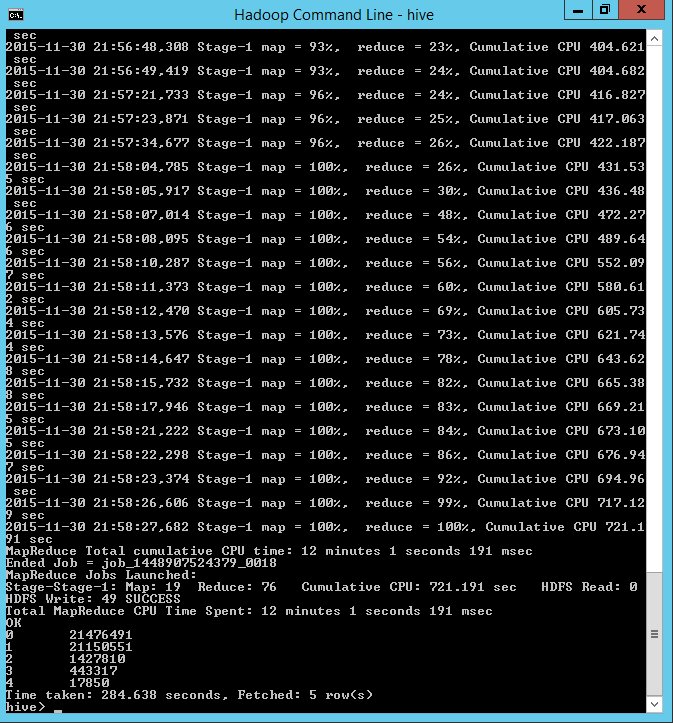 Hadoop Command Line - hive
sec
2015-11-30 21:56:48,308 Stage-1 map = 93%,  reduce = 23%, Cumulative CPU 404.621
 sec
2015-11-30 21:56:49,419 Stage-1 map = 93%,  reduce = 24%, Cumulative CPU 404.682
 sec
2015-11-30 21:57:21,733 Stage-1 map = 96%,  reduce = 24%, Cumulative CPU 416.827
 sec
2015-11-30 21:57:23,871 Stage-1 map = 96%,  reduce = 25%, Cumulative CPU 417.063
 sec
2015-11-30 21:57:34,677 Stage-1 map = 96%,  reduce = 26%, Cumulative CPU 422.187
 sec
2015-11-30 21:58:04,785 Stage-1 map = 100%,  reduce = 26%, Cumulative CPU 431.53
5 sec
2015-11-30 21:58:05,917 Stage-1 map = 100%,  reduce = 30%, Cumulative CPU 436.48
 sec
2015-11-30 21:58:07,014 Stage-1 map = 100%,  reduce = 48%, Cumulative CPU 472.27
6 sec
2015-11-30 21:58:08,095 Stage-1 map = 100%,  reduce = 54%, Cumulative CPU 489.64
6 sec
2015-11-30 21:58:10,287 Stage-1 map = 100%,  reduce = 56%, Cumulative CPU 552.09
7 sec
2015-11-30 21:58:11,373 Stage-1 map = 100%,  reduce = 60%, Cumulative CPU 580.61
2 sec
2015-11-30 21:58:12,470 Stage-1 map = 100%,  reduce = 69%, Cumulative CPU 605.73
4 sec
2015-11-30 21:58:13,576 Stage-1 map = 100%,  reduce = 73%, Cumulative CPU 621.74
4 sec
2015-11-30 21:58:14,647 Stage-1 map = 100%,  reduce = 78%, Cumulative CPU 643.62
8 sec
2015-11-30 21:58:15,732 Stage-1 map = 100%,  reduce = 82%, Cumulative CPU 665.38
8 sec
2015-11-30 21:58:17,946 Stage-1 map = 100%,  reduce = 83%, Cumulative CPU 669.21
5 sec
2015-11-30 21:58:21,222 Stage-1 map = 100%,  reduce = 84%, Cumulative CPU 673.10
5 sec
2015-11-30 21:58:22,298 Stage-1 map = 100%,  reduce = 86%, Cumulative CPU 676.94
7 sec
2015-11-30 21:58:23,374 Stage-1 map = 100%,  reduce = 92%, Cumulative CPU 694.96
 sec
2015-11-30 21:58:26,606 Stage-1 map = 100%,  reduce = 99%, Cumulative CPU 717.12
9 sec
2015-11-30 21:58:27,682 Stage-1 map = 100%,  reduce = 100%, Cumulative CPU 721.1
91 sec
MapReduce Total cumulative CPU time: 12 minutes 1 seconds 191 msec
Ended Job = job_1448907524379_0018
MapReduce Jobs Launched:
Stage-Stage-1: Map: 19  Reduce: 76   Cumulative CPU: 721.191 sec   HDFS Read: 0
HDFS Write: 49 SUCCESS
Total MapReduce CPU Time Spent: 12 minutes 1 seconds 191 msec
OK
0       21476491
1       21150551
2       1427810
3       443317
4       17850
Time taken: 284.638 seconds, Fetched: 5 row(s)
hive> _